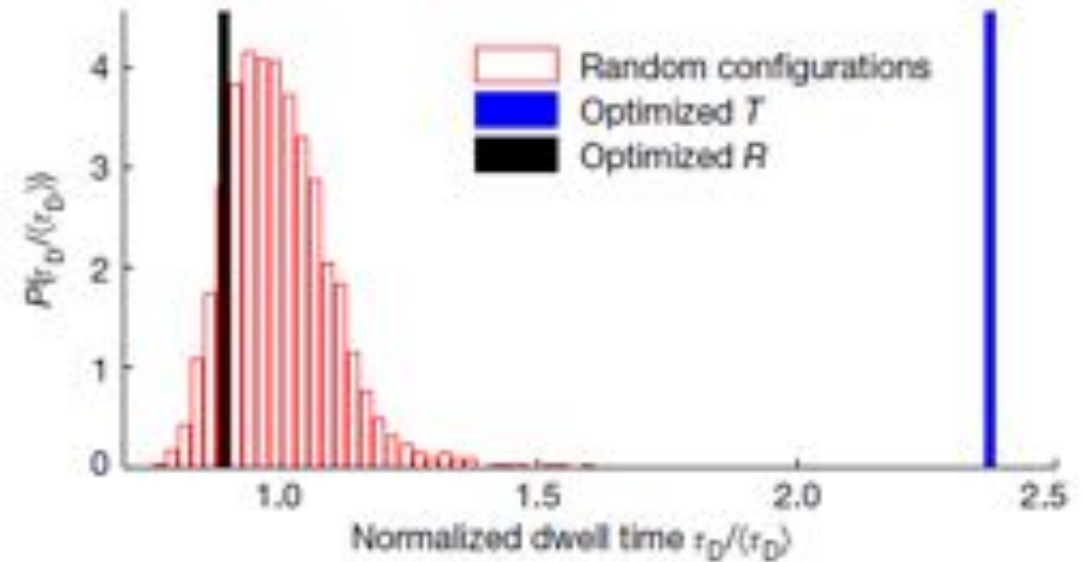 4
3
2
1
0
P(τD/⟨τD⟩)
Random configurations
Optimized T
Optimized R
1.0 1.5 2.0 2.5
Normalized dwell time τD/⟨τD⟩